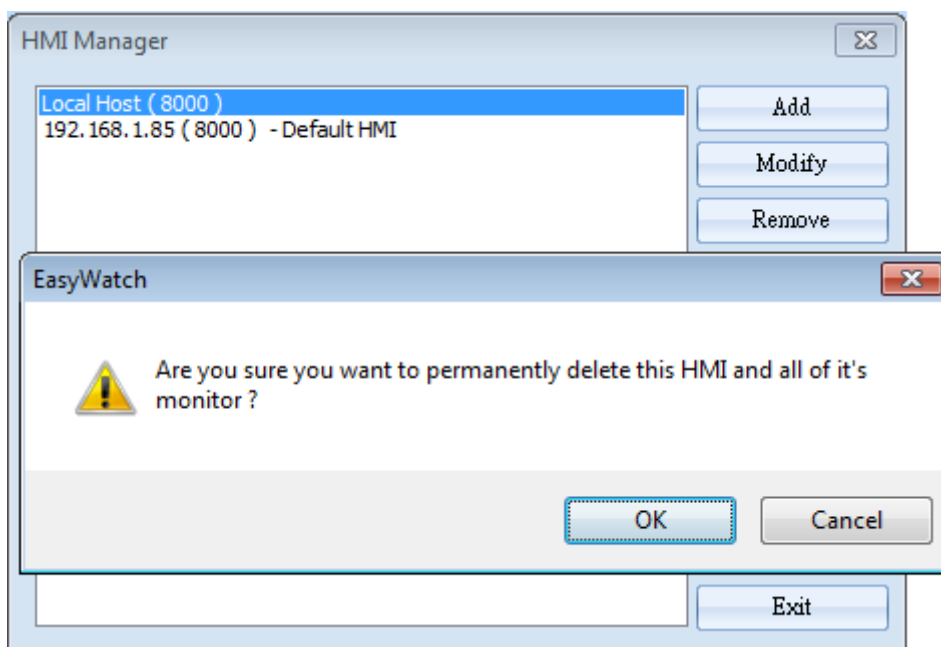 HMI Manager
Local Host ( 8000 )
192.168.1.85 ( 8000 )  - Default HMI
Add
Modify
Remove
EasyWatch
Are you sure you want to permanently delete this HMI and all of it's
monitor ?
OK
Cancel
Exit